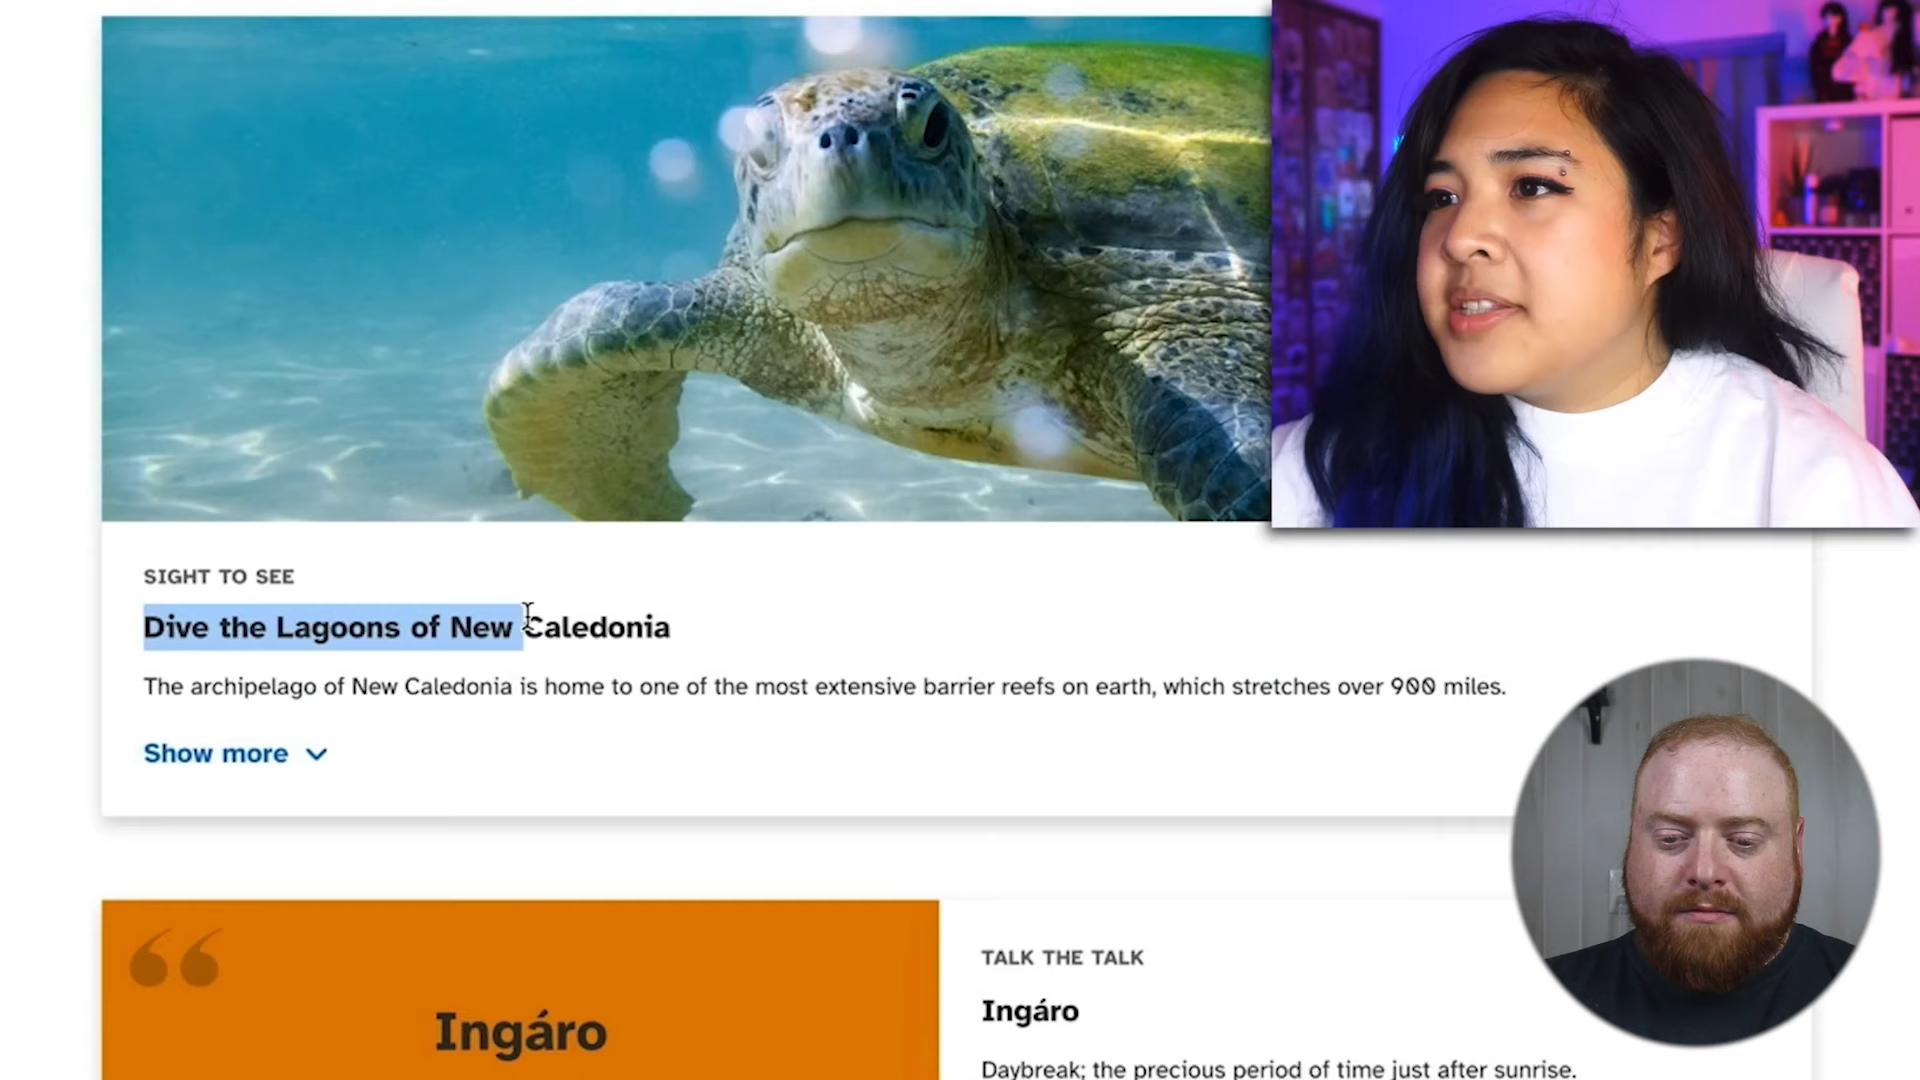 SIGHT TO SEE
Dive the Lagoons of New Caledonia
The archipelago of New Caledonia is home to one of the most extensive barrier reefs on earth, which stretches over 900 miles.
Show more
“
Ingáro
TALK THE TALK
Ingáro
Daybreak; the precious period of time just after sunrise.